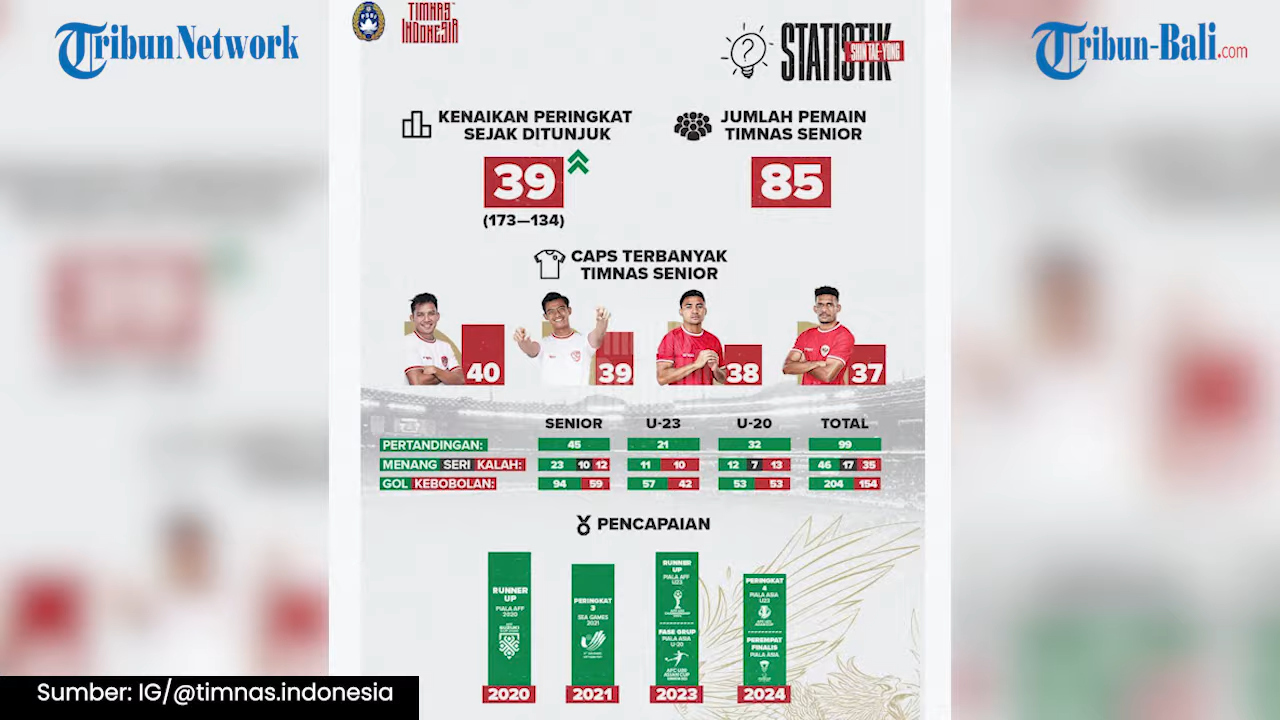 Tribun Network
TIMNAS
INDONESIA
STATISTIK
SHIN TAE-YONG
Tribun-Bali.com
KENAIKAN PERINGKAT
SEJAK DITUNJUK
39
(173—134)
JUMLAH PEMAIN
TIMNAS SENIOR
85
CAPS TERBANYAK
TIMNAS SENIOR
40
39
38
37
SENIOR U-23 U-20 TOTAL
PERTANDINGAN: 45 21 32 99
MENANG SERI KALAH: 23 10 12 11 10 12 7 13 46 17 35
GOL KEBOBOLAN: 94 59 57 42 53 53 204 154
PENCAPAIAN
RUNNER
UP
PIALA AFF
2020
2020
PERINGKAT
3
SEA GAMES
2021
2021
RUNNER
UP
PIALA AFF
U23
FASE GRUP
PIALA ASIA
U-20
2023
PERINGKAT
4
PIALA ASIA
U23
PEREMPAT
FINALIS
PIALA ASIA
2024
Sumber: IG/@timnas.indonesia